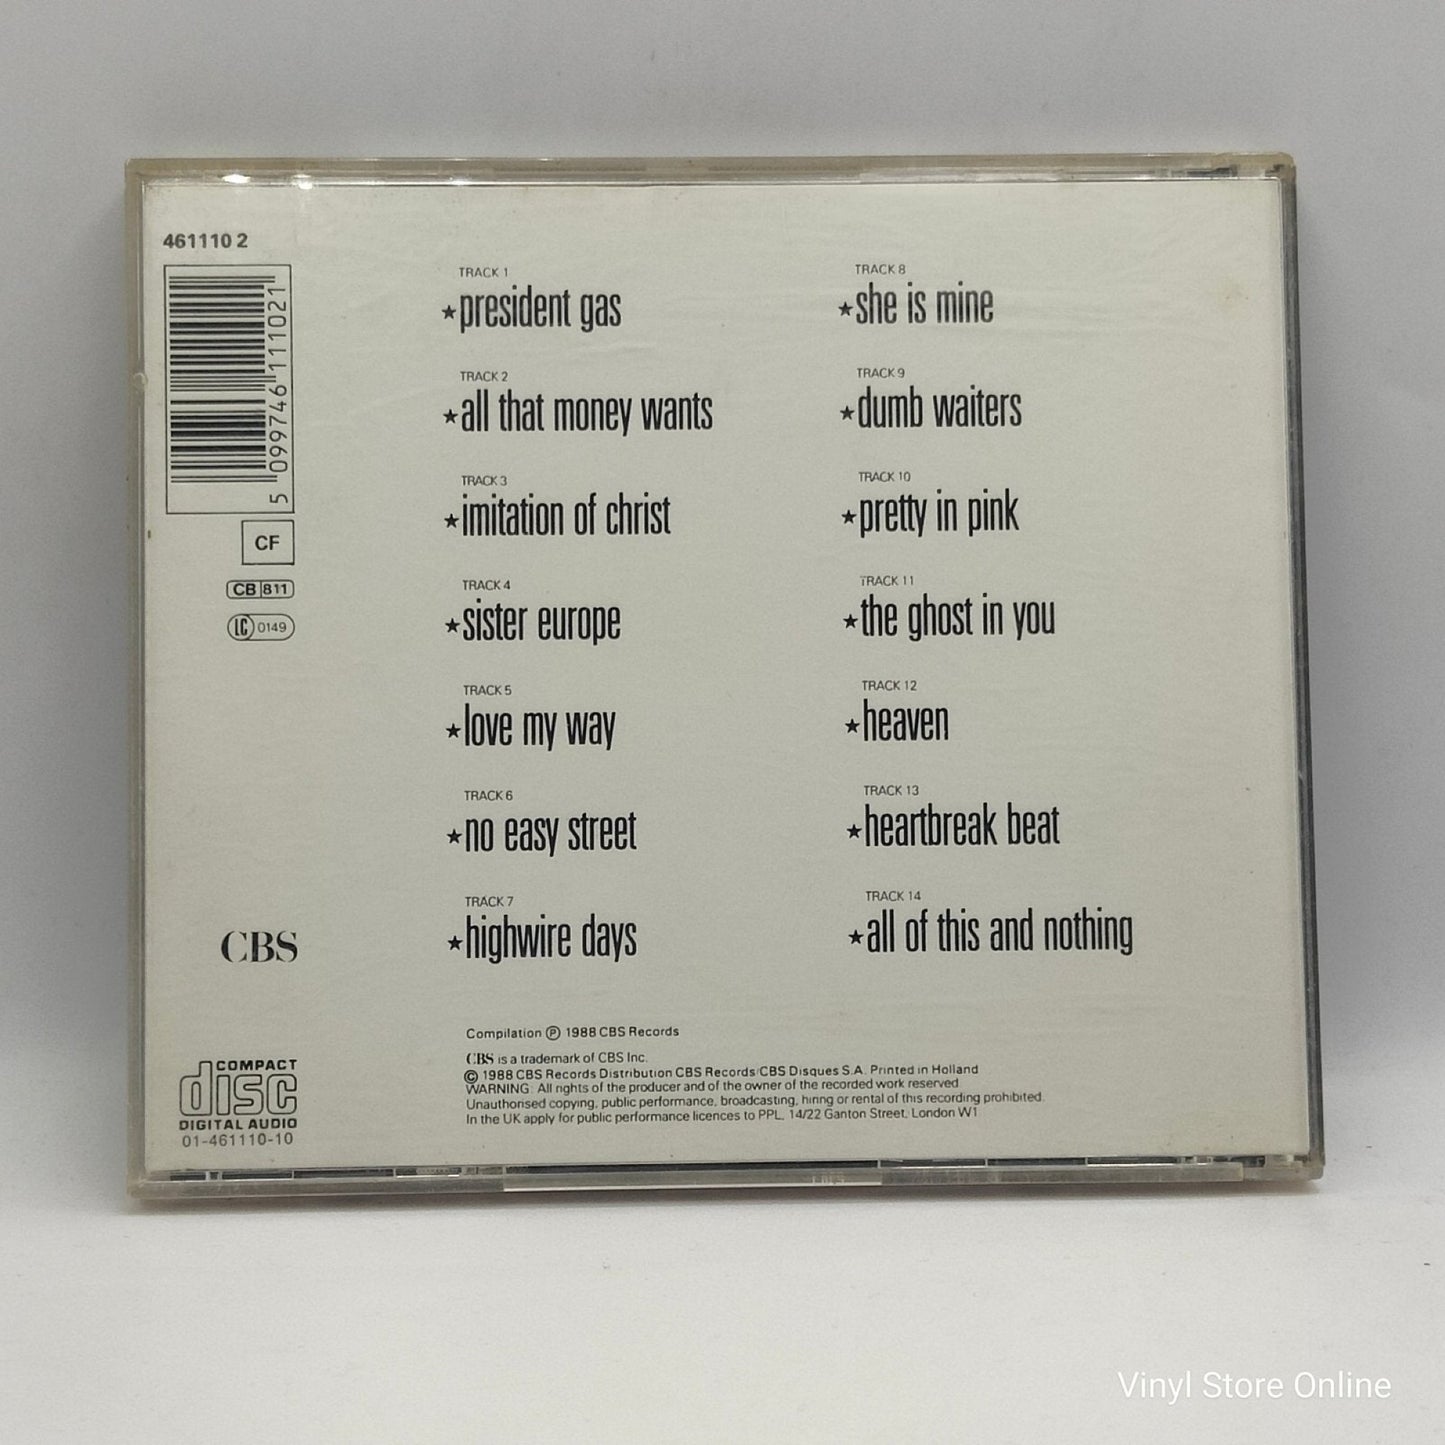 461110 2
5 099746 111021
CF
CB 811
LC 0149
TRACK 1
★president gas
TRACK 2
★all that money wants
TRACK 3
★imitation of christ
TRACK 4
★sister europe
TRACK 5
★love my way
TRACK 6
★no easy street
TRACK 7
★highwire days
TRACK 8
★she is mine
TRACK 9
★dumb waiters
TRACK 10
★pretty in pink
TRACK 11
★the ghost in you
TRACK 12
★heaven
TRACK 13
★heartbreak beat
TRACK 14
★all of this and nothing
CBS
COMPACT
disc
DIGITAL AUDIO
01-461110-10
Compilation ℗ 1988 CBS Records
CBS is a trademark of CBS Inc.
© 1988 CBS Records Distribution CBS Records/CBS Disques S.A. Printed in Holland
WARNING: All rights of the producer and of the owner of the recorded work reserved.
Unauthorised copying, public performance, broadcasting, hiring or rental of this recording prohibited.
In the UK apply for public performance licences to PPL, 14/22 Ganton Street, London W1
Vinyl Store Online